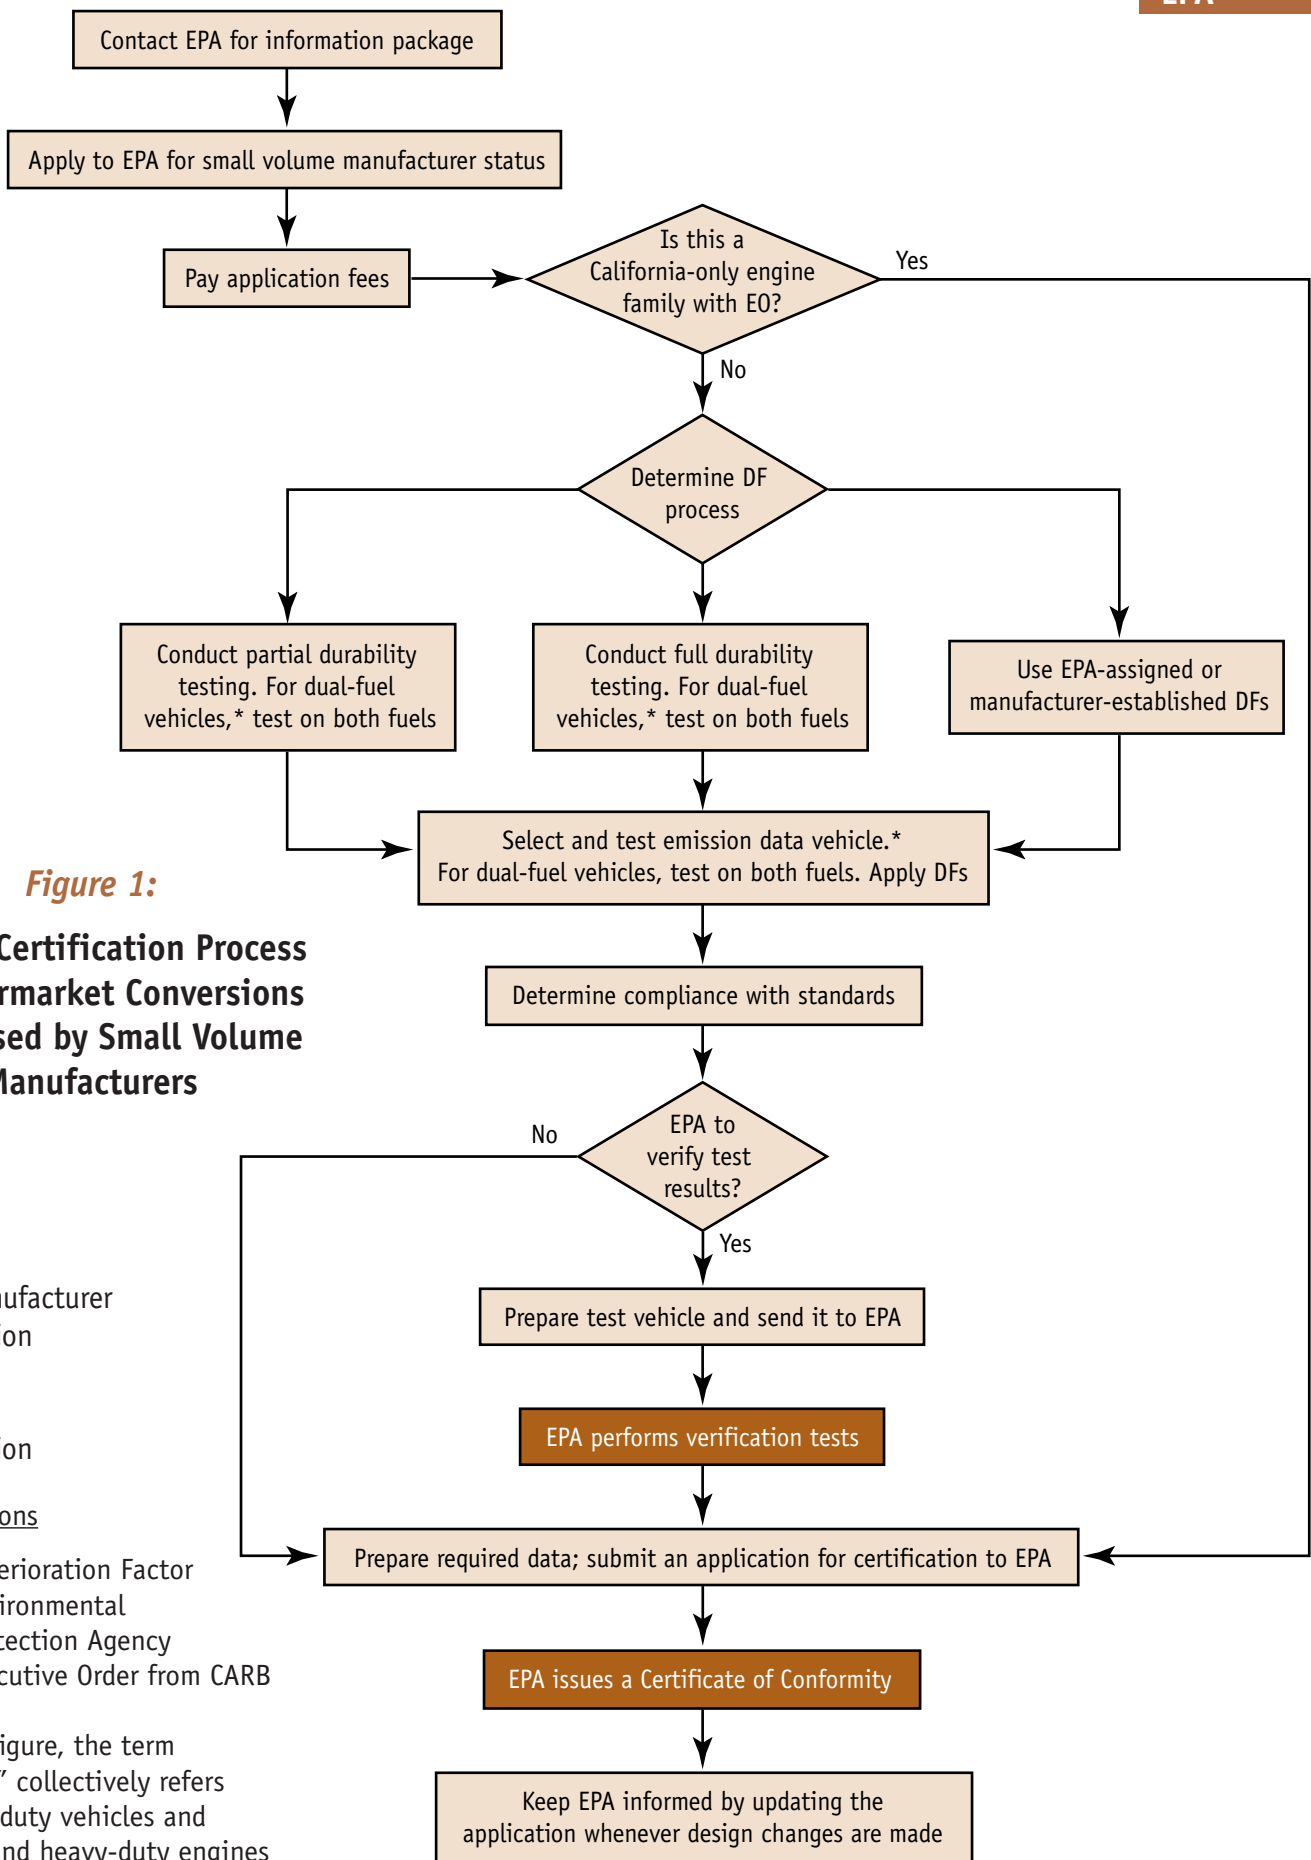 EPA
Contact EPA for information package
Apply to EPA for small volume manufacturer status
Pay application fees
Is this a
California-only engine
family with EO?
Yes
No
Determine DF
process
Conduct partial durability
testing. For dual-fuel
vehicles,* test on both fuels
Conduct full durability
testing. For dual-fuel
vehicles,* test on both fuels
Use EPA-assigned or
manufacturer-established DFs
Select and test emission data vehicle.*
For dual-fuel vehicles, test on both fuels. Apply DFs
Determine compliance with standards
EPA to
verify test
results?
No
Yes
Prepare test vehicle and send it to EPA
EPA performs verification tests
Prepare required data; submit an application for certification to EPA
EPA issues a Certificate of Conformity
Keep EPA informed by updating the
application whenever design changes are made
Figure 1:
Certification Process
rmarket Conversions
sed by Small Volume
Manufacturers
nufacturer
ion
ion
ons
erioration Factor
ironmental
tection Agency
cutive Order from CARB
igure, the term
” collectively refers
duty vehicles and
nd heavy-duty engines